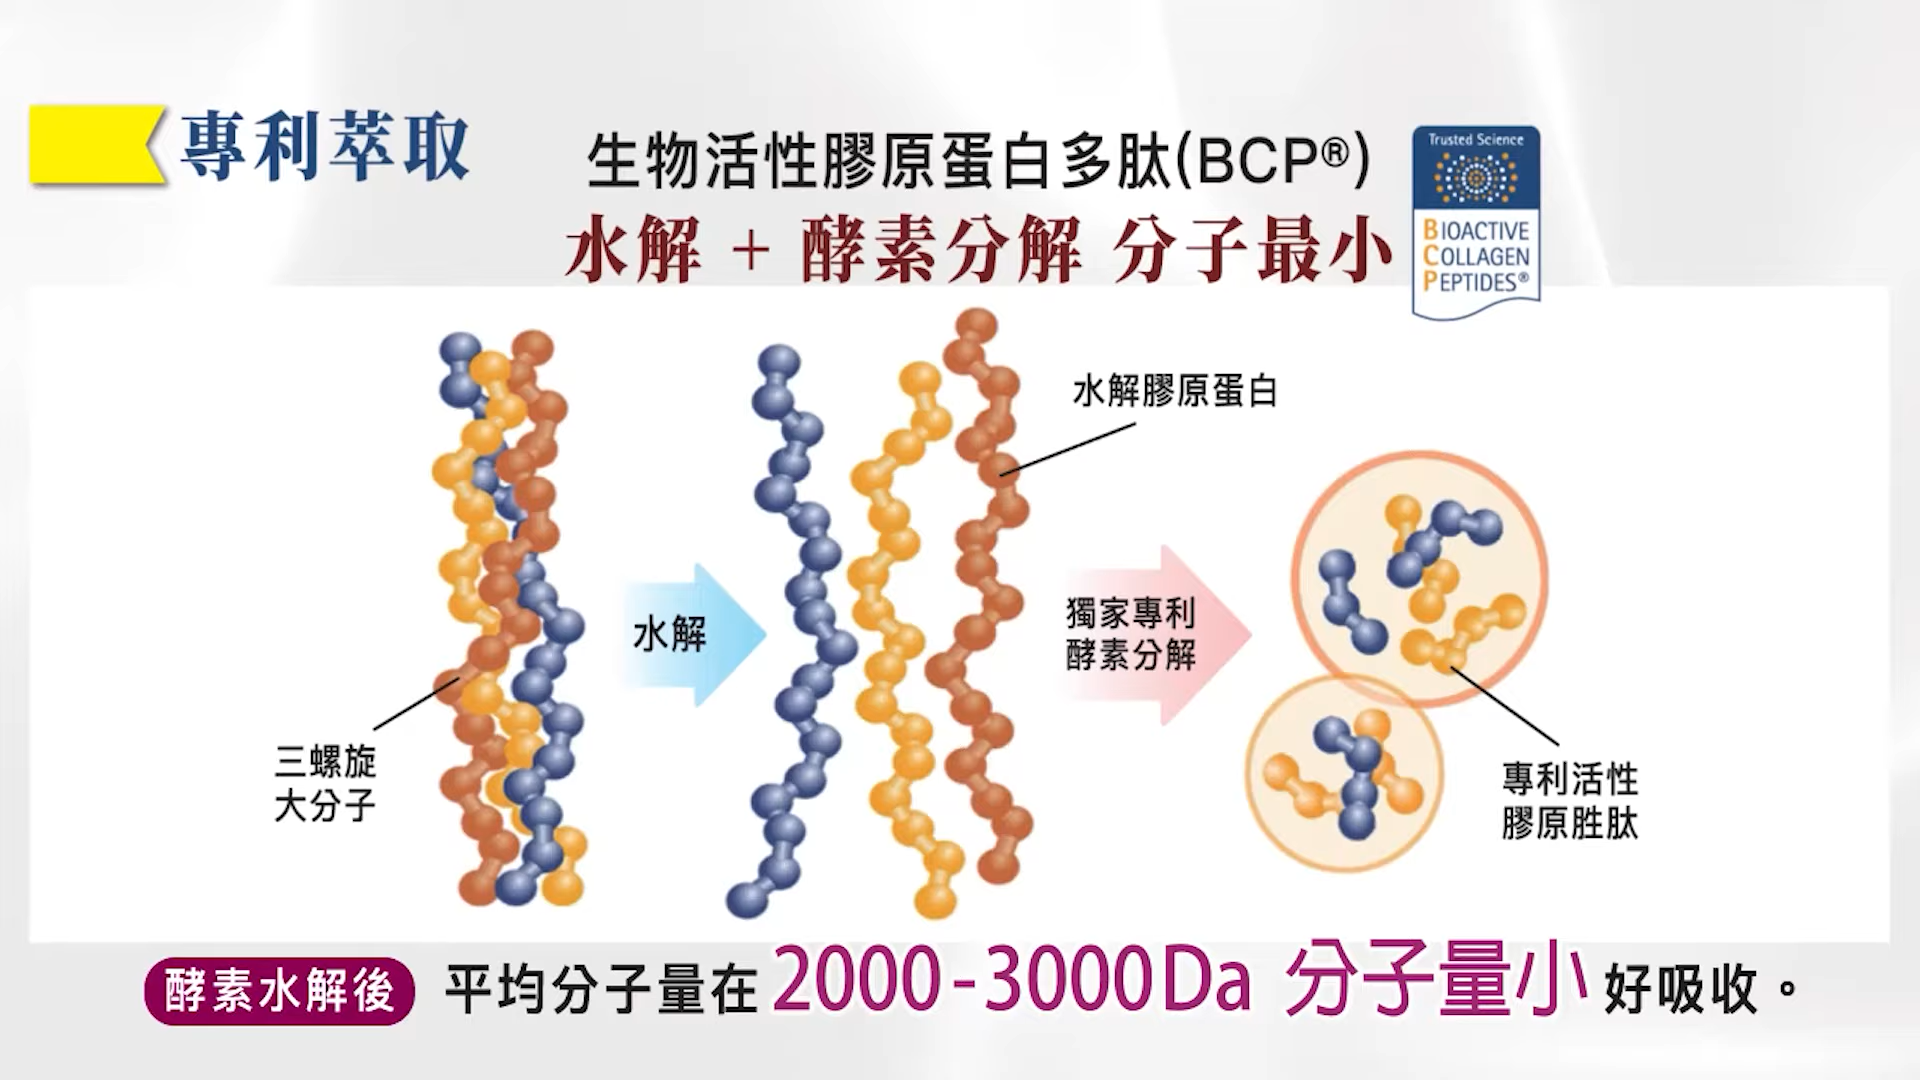 專利萃取
生物活性膠原蛋白多肽(BCP®)
水解 + 酵素分解 分子最小
Trusted Science
BIOACTIVE
COLLAGEN
PEPTIDES®
水解膠原蛋白
水解
獨家專利
酵素分解
三螺旋
大分子
專利活性
膠原胜肽
酵素水解後 平均分子量在 2000-3000Da 分子量小 好吸收。